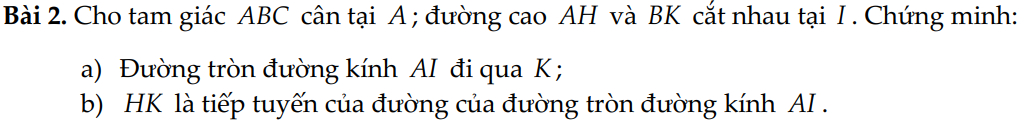 Bài 2. Cho tam giác ABC cân tại A; đường cao AH và BK cắt nhau tại I. Chứng minh:
a) Đường tròn đường kính AI đi qua K;
b) HK là tiếp tuyến của đường của đường tròn đường kính AI.